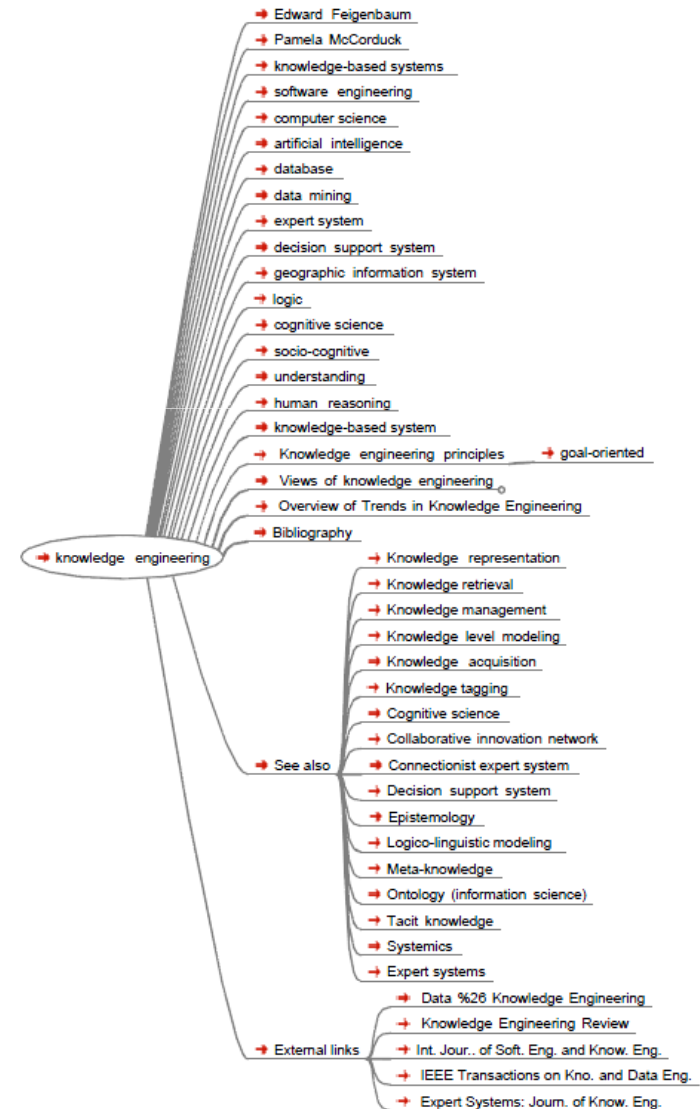 Edward Feigenbaum
Pamela McCorduck
knowledge-based systems
software engineering
computer science
artificial intelligence
database
data mining
expert system
decision support system
geographic information system
logic
cognitive science
socio-cognitive
understanding
human reasoning
knowledge-based system
Knowledge engineering principles
goal-oriented
Views of knowledge engineering
Overview of Trends in Knowledge Engineering
Bibliography
knowledge engineering
See also
Knowledge representation
Knowledge retrieval
Knowledge management
Knowledge level modeling
Knowledge acquisition
Knowledge tagging
Cognitive science
Collaborative innovation network
Connectionist expert system
Decision support system
Epistemology
Logico-linguistic modeling
Meta-knowledge
Ontology (information science)
Tacit knowledge
Systemics
Expert systems
External links
Data %26 Knowledge Engineering
Knowledge Engineering Review
Int. Jour.. of Soft. Eng. and Know. Eng.
IEEE Transactions on Kno. and Data Eng.
Expert Systems: Journ. of Know. Eng.